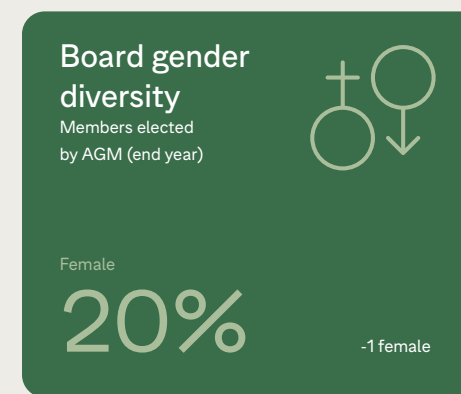 Board gender
diversity
Members elected
by AGM (end year)
Female
20%
-1 female